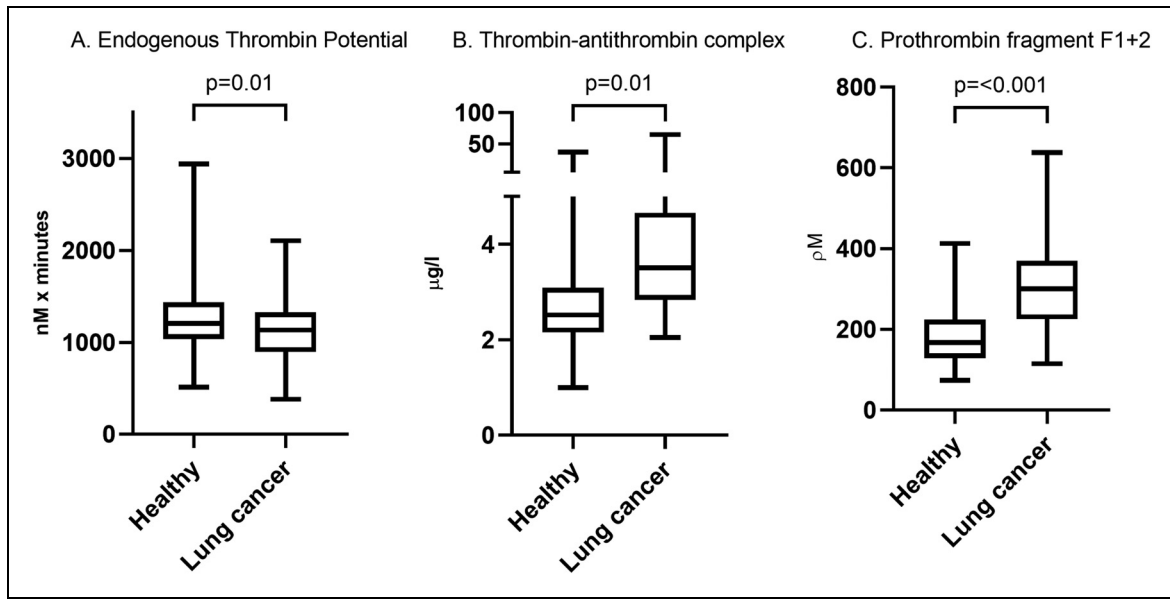 A. Endogenous Thrombin Potential
p=0.01
3000
2000
1000
0
nM x minutes
Healthy
Lung cancer
B. Thrombin-antithrombin complex
p=0.01
100
50
4
2
0
μg/l
Healthy
Lung cancer
C. Prothrombin fragment F1+2
p=<0.001
800
600
400
200
0
ρM
Healthy
Lung cancer